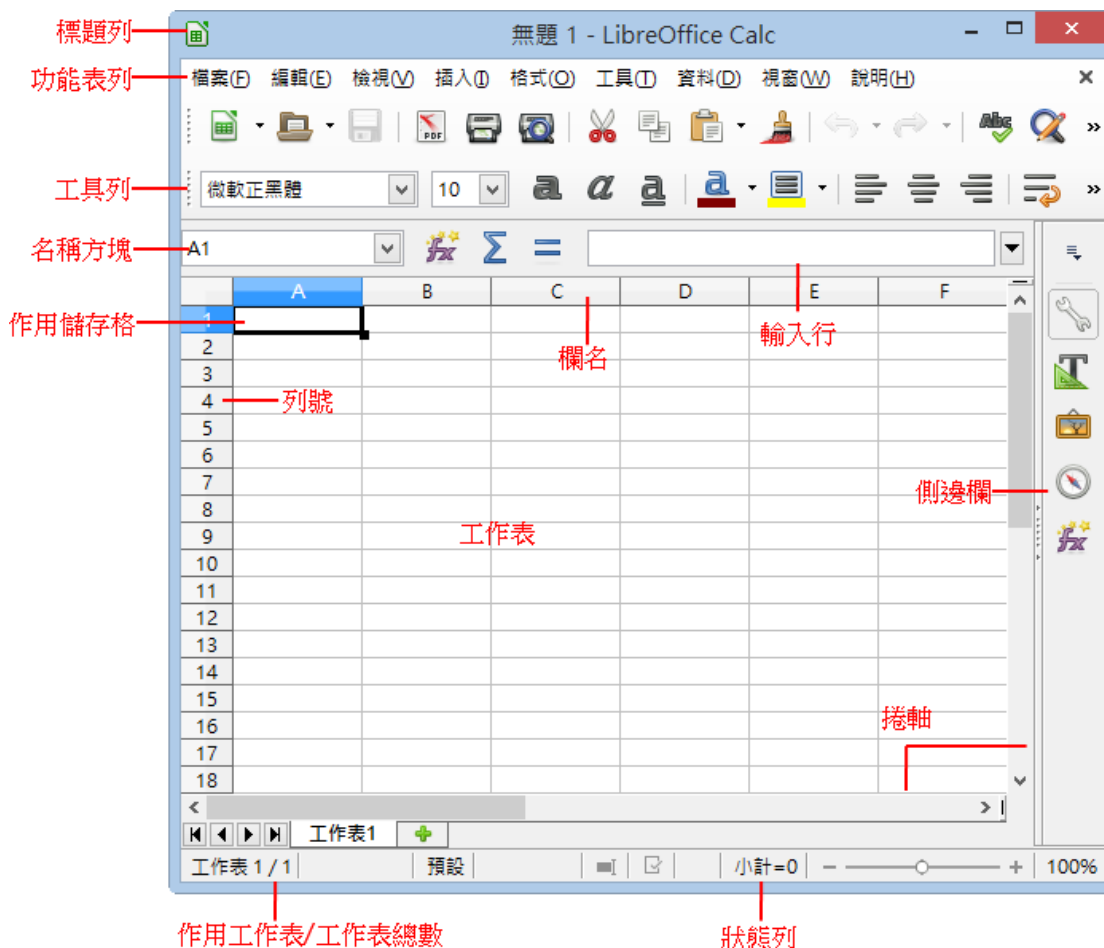 標題列
無題 1 - LibreOffice Calc
功能表列
檔案(F) 編輯(E) 檢視(V) 插入(I) 格式(O) 工具(T) 資料(D) 視窗(W) 說明(H)
PDF
Abc
工具列
微軟正黑體 10 a a a a
名稱方塊
A1 fx Σ =
A B C D E F
作用儲存格
1
輸入行
欄名
2
3
4 列號
5
6
7
側邊欄
8
9 工作表
fx
10
11
12
13
14
15
16 捲軸
17
18
工作表1
工作表 1 / 1 預設 小計=0 100%
作用工作表/工作表總數 狀態列